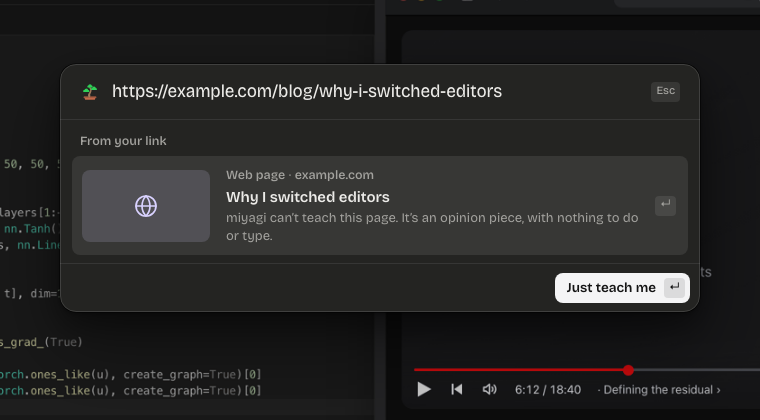 https://example.com/blog/why-i-switched-editors
Esc
From your link
Web page · example.com
Why I switched editors
miyagi can't teach this page. It's an opinion piece, with nothing to do
or type.
Just teach me
50, 50,
layers[1:
nn.Tanh(
s, nn.Lin
t], dim=
s_grad_(True)
orch.ones_like(u), create_graph=True)[0]
orch.ones_like(u), create_graph=True)[0]
ts
6:12 / 18:40 · Defining the residual ›